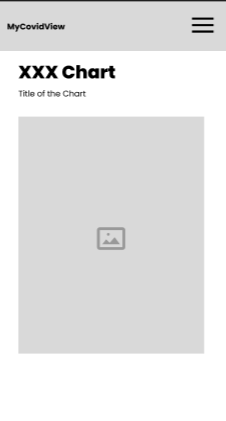 MyCovidView
XXX Chart
Title of the Chart